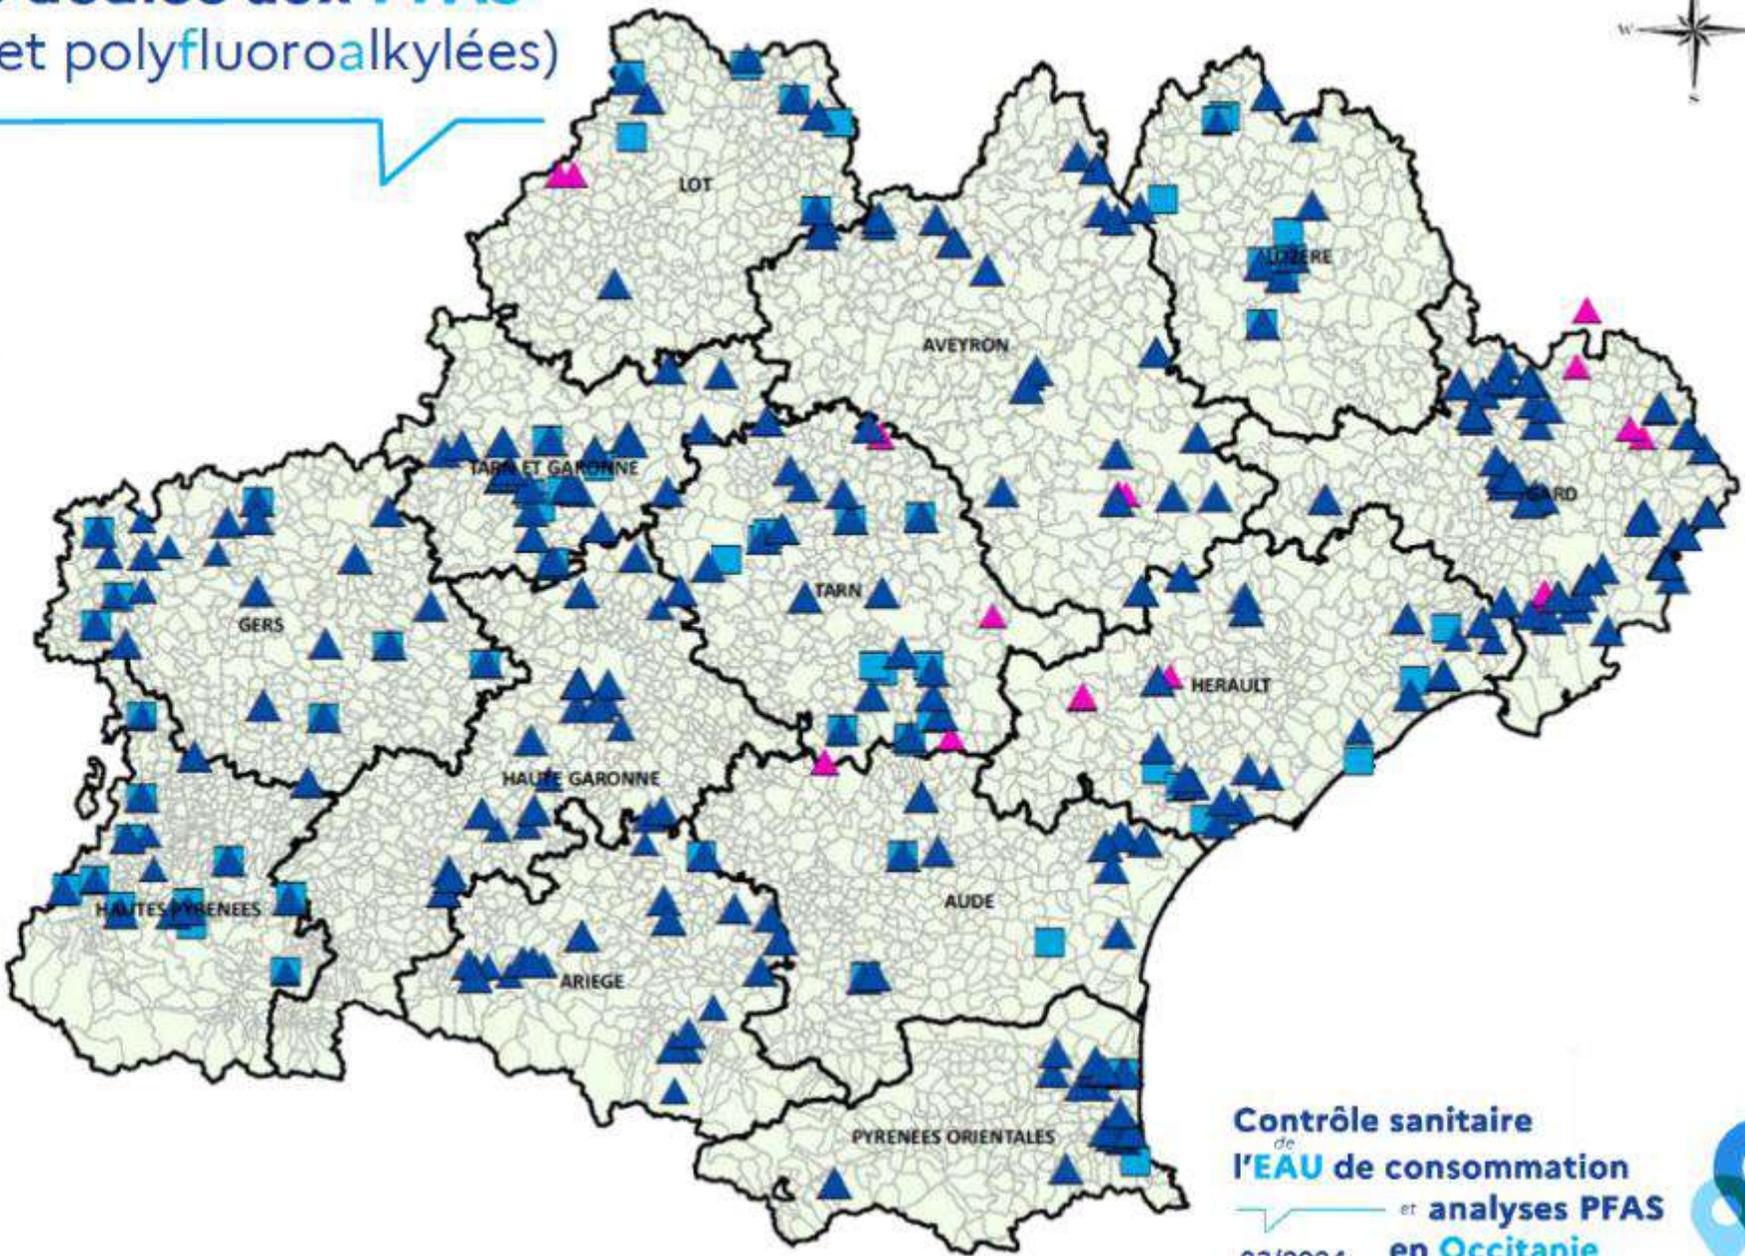 et polyfluoroalkylées)
W
S
LOT
LOZERE
AVEYRON
TARN ET GARONNE
GARD
TARN
GERS
HERAULT
HAUTE GARONNE
AUDE
HAUTES PYRENEES
ARIEGE
PYRENEES ORIENTALES
Contrôle sanitaire
de
l'EAU de consommation
et analyses PFAS
en Occitanie